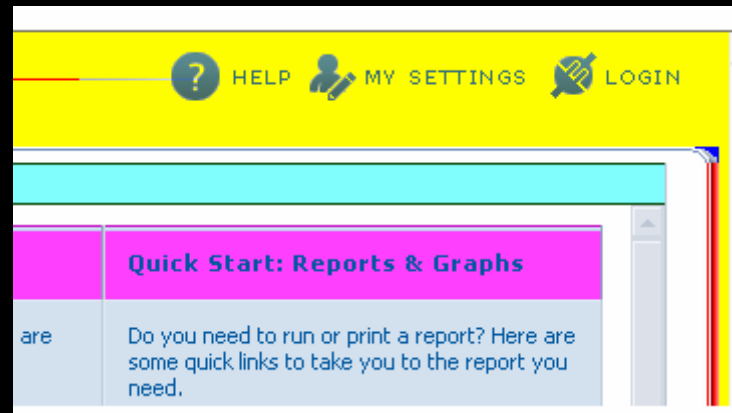 ? HELP MY SETTINGS LOGIN
Quick Start: Reports & Graphs
are
Do you need to run or print a report? Here are
some quick links to take you to the report you
need.